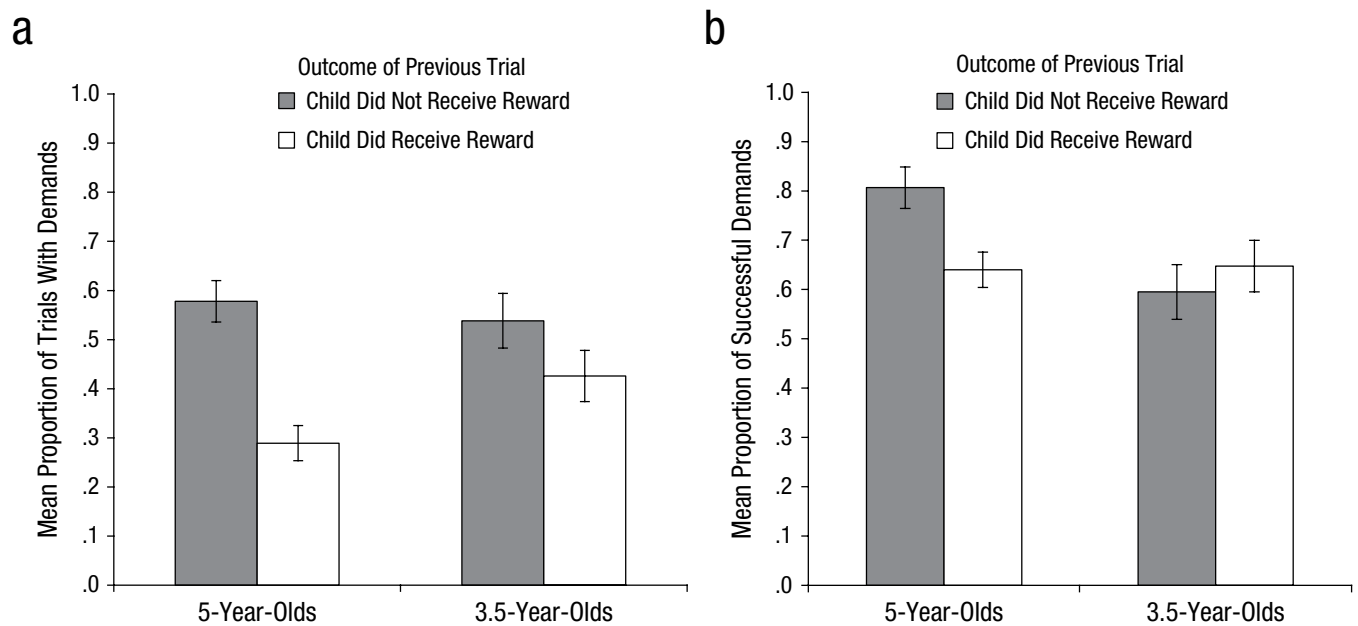 a
Outcome of Previous Trial
Child Did Not Receive Reward
Child Did Receive Reward
Mean Proportion of Trials With Demands
1.0
.9
.8
.7
.6
.5
.4
.3
.2
.1
.0
5-Year-Olds
3.5-Year-Olds
b
Outcome of Previous Trial
Child Did Not Receive Reward
Child Did Receive Reward
Mean Proportion of Successful Demands
1.0
.9
.8
.7
.6
.5
.4
.3
.2
.1
.0
5-Year-Olds
3.5-Year-Olds